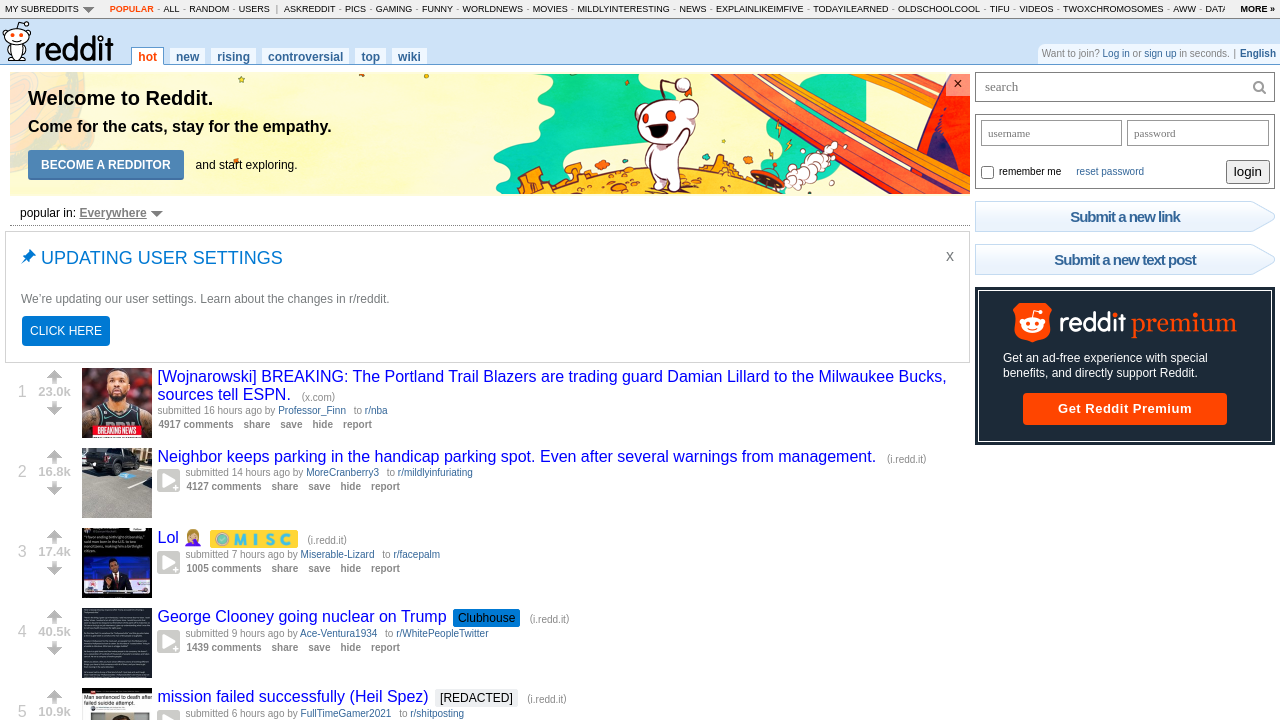 MY SUBREDDITS POPULAR - ALL - RANDOM - USERS | ASKREDDIT - PICS - GAMING - FUNNY - WORLDNEWS - MOVIES - MILDLYINTERESTING - NEWS - EXPLAINLIKEIMFIVE - TODAYILEARNED - OLDSCHOOLCOOL - TIFU - VIDEOS - TWOXCHROMOSOMES - AWW - DATA MORE »
reddit hot new rising controversial top wiki
Want to join? Log in or sign up in seconds. | English
Welcome to Reddit.
Come for the cats, stay for the empathy.
BECOME A REDDITOR and start exploring.
×
popular in: Everywhere
UPDATING USER SETTINGS
X
We're updating our user settings. Learn about the changes in r/reddit.
CLICK HERE
1
23.0k
BREAKING NEWS
[Wojnarowski] BREAKING: The Portland Trail Blazers are trading guard Damian Lillard to the Milwaukee Bucks,
sources tell ESPN. (x.com)
submitted 16 hours ago by Professor_Finn to r/nba
4917 comments share save hide report
2
16.8k
Neighbor keeps parking in the handicap parking spot. Even after several warnings from management. (i.redd.it)
submitted 14 hours ago by MoreCranberry3 to r/mildlyinfuriating
4127 comments share save hide report
3
17.4k
Lol 🤦🏼‍♀️ 🌀 🇲 🇮 🇸 🇨 (i.redd.it)
submitted 7 hours ago by Miserable-Lizard to r/facepalm
1005 comments share save hide report
4
40.5k
George Clooney going nuclear on Trump Clubhouse (i.redd.it)
submitted 9 hours ago by Ace-Ventura1934 to r/WhitePeopleTwitter
1439 comments share save hide report
5
10.9k
Man sentenced to death after
failed suicide attempt.
mission failed successfully (Heil Spez) [REDACTED] (i.redd.it)
submitted 6 hours ago by FullTimeGamer2021 to r/shitposting
search
username password
remember me reset password login
Submit a new link
Submit a new text post
reddit premium
Get an ad-free experience with special
benefits, and directly support Reddit.
Get Reddit Premium